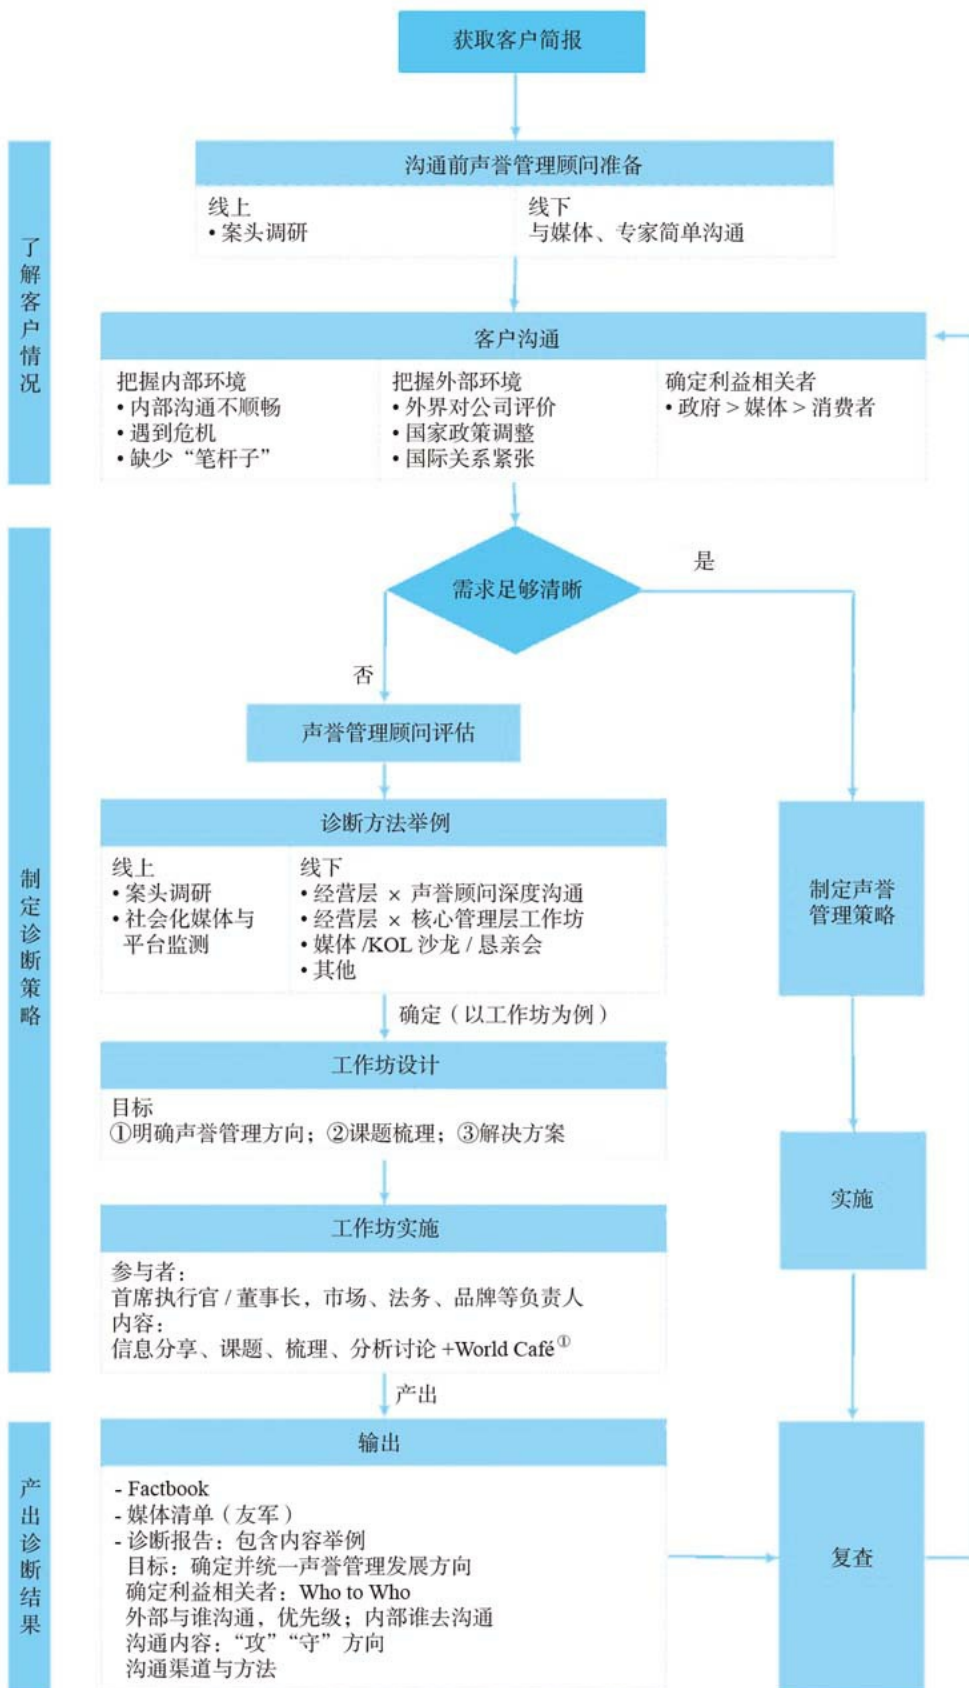 获取客户简报
了解客户情况
沟通前声誉管理顾问准备
线上
• 案头调研
线下
与媒体、专家简单沟通
客户沟通
把握内部环境
• 内部沟通不顺畅
• 遇到危机
• 缺少“笔杆子”
把握外部环境
• 外界对公司评价
• 国家政策调整
• 国际关系紧张
确定利益相关者
• 政府 > 媒体 > 消费者
制定诊断策略
需求足够清晰
是
否
声誉管理顾问评估
诊断方法举例
线上
• 案头调研
• 社会化媒体与
平台监测
线下
• 经营层 × 声誉顾问深度沟通
• 经营层 × 核心管理层工作坊
• 媒体 /KOL 沙龙 / 恳亲会
• 其他
制定声誉
管理策略
确定（以工作坊为例）
工作坊设计
目标
①明确声誉管理方向；②课题梳理；③解决方案
实施
工作坊实施
参与者：
首席执行官 / 董事长，市场、法务、品牌等负责人
内容：
信息分享、课题、梳理、分析讨论 +World Café①
产出
产出诊断结果
输出
- Factbook
- 媒体清单（友军）
- 诊断报告：包含内容举例
目标：确定并统一声誉管理发展方向
确定利益相关者：Who to Who
外部与谁沟通，优先级；内部谁去沟通
沟通内容：“攻”“守”方向
沟通渠道与方法
复查